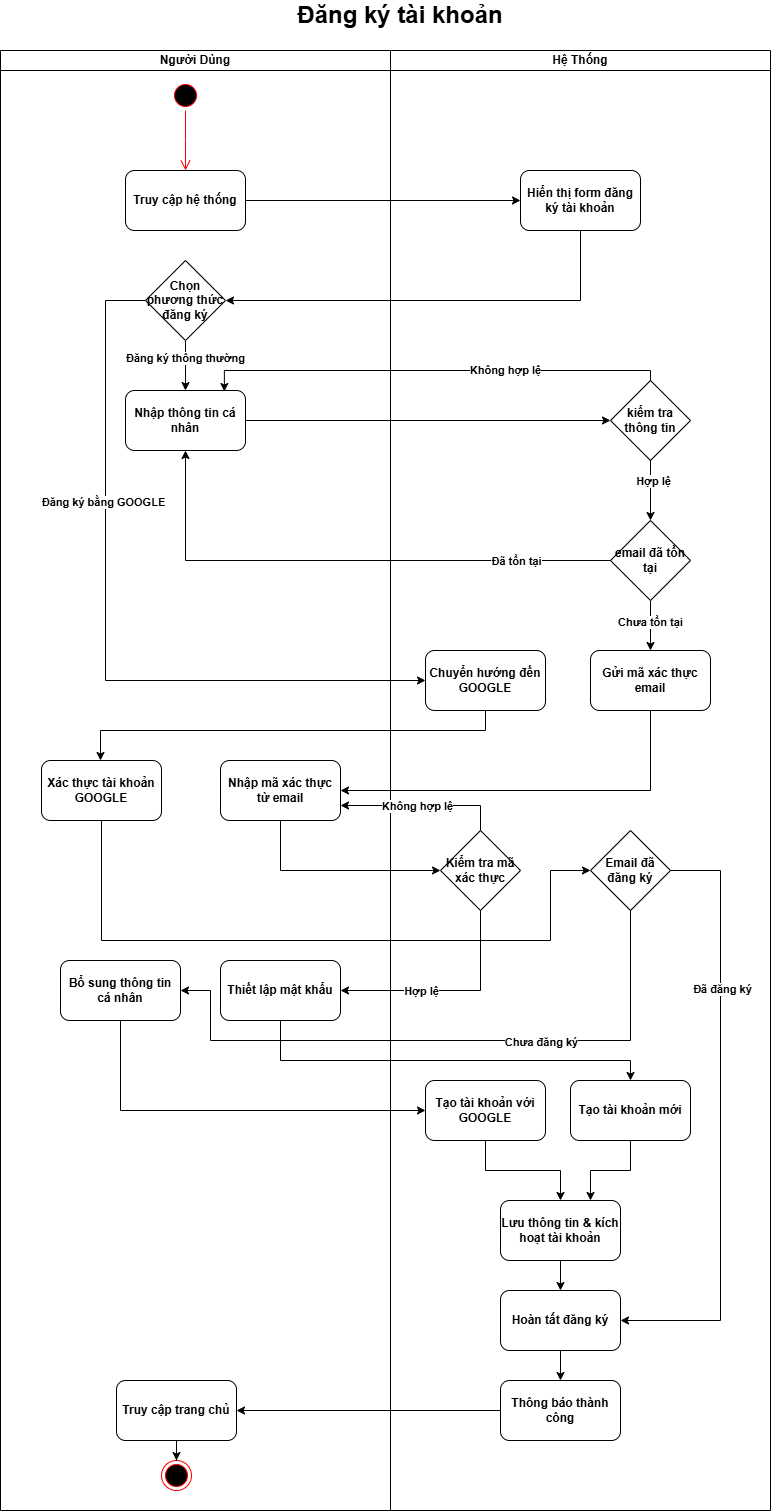 Đăng ký tài khoản
Người Dùng
Hệ Thống
Truy cập hệ thống
Hiển thị form đăng
ký tài khoản
Chọn
phương thức
đăng ký
Đăng ký thông thường
Không hợp lệ
Nhập thông tin cá
nhân
kiểm tra
thông tin
Hợp lệ
Đăng ký bằng GOOGLE
Đã tồn tại
email đã tồn
tại
Chưa tồn tại
Chuyển hướng đến
GOOGLE
Gửi mã xác thực
email
Xác thực tài khoản
GOOGLE
Nhập mã xác thực
từ email
Không hợp lệ
Kiểm tra mã
xác thực
Email đã
đăng ký
Bổ sung thông tin
cá nhân
Thiết lập mật khẩu
Hợp lệ
Đã đăng ký
Chưa đăng ký
Tạo tài khoản với
GOOGLE
Tạo tài khoản mới
Lưu thông tin & kích
hoạt tài khoản
Hoàn tất đăng ký
Truy cập trang chủ
Thông báo thành
công